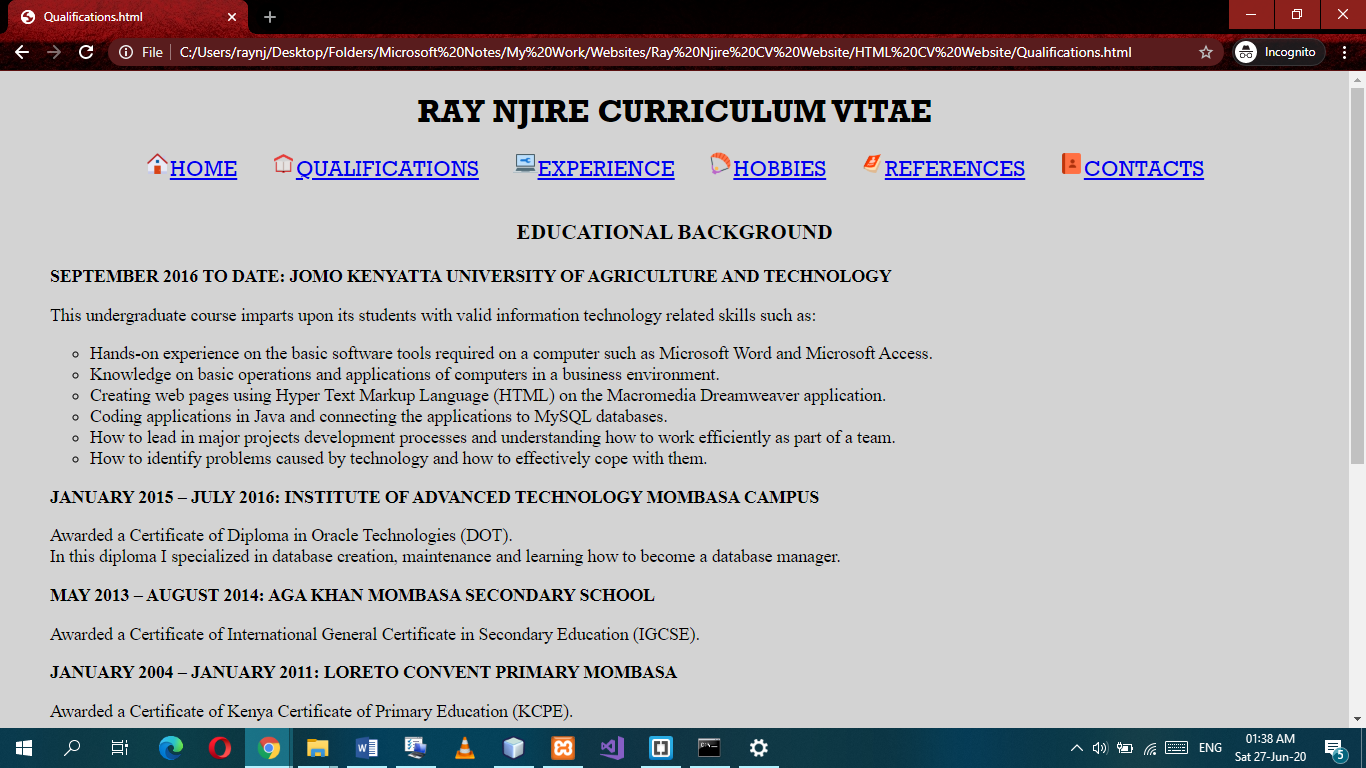 Qualifications.html
File C:/Users/raynj/Desktop/Folders/Microsoft%20Notes/My%20Work/Websites/Ray%20Njire%20CV%20Website/HTML%20CV%20Website/Qualifications.html Incognito
RAY NJIRE CURRICULUM VITAE
HOME QUALIFICATIONS EXPERIENCE HOBBIES REFERENCES CONTACTS
EDUCATIONAL BACKGROUND
SEPTEMBER 2016 TO DATE: JOMO KENYATTA UNIVERSITY OF AGRICULTURE AND TECHNOLOGY
This undergraduate course imparts upon its students with valid information technology related skills such as:
Hands-on experience on the basic software tools required on a computer such as Microsoft Word and Microsoft Access.
Knowledge on basic operations and applications of computers in a business environment.
Creating web pages using Hyper Text Markup Language (HTML) on the Macromedia Dreamweaver application.
Coding applications in Java and connecting the applications to MySQL databases.
How to lead in major projects development processes and understanding how to work efficiently as part of a team.
How to identify problems caused by technology and how to effectively cope with them.
JANUARY 2015 – JULY 2016: INSTITUTE OF ADVANCED TECHNOLOGY MOMBASA CAMPUS
Awarded a Certificate of Diploma in Oracle Technologies (DOT).
In this diploma I specialized in database creation, maintenance and learning how to become a database manager.
MAY 2013 – AUGUST 2014: AGA KHAN MOMBASA SECONDARY SCHOOL
Awarded a Certificate of International General Certificate in Secondary Education (IGCSE).
JANUARY 2004 – JANUARY 2011: LORETO CONVENT PRIMARY MOMBASA
Awarded a Certificate of Kenya Certificate of Primary Education (KCPE).
ENG
01:38 AM
Sat 27-Jun-20
5